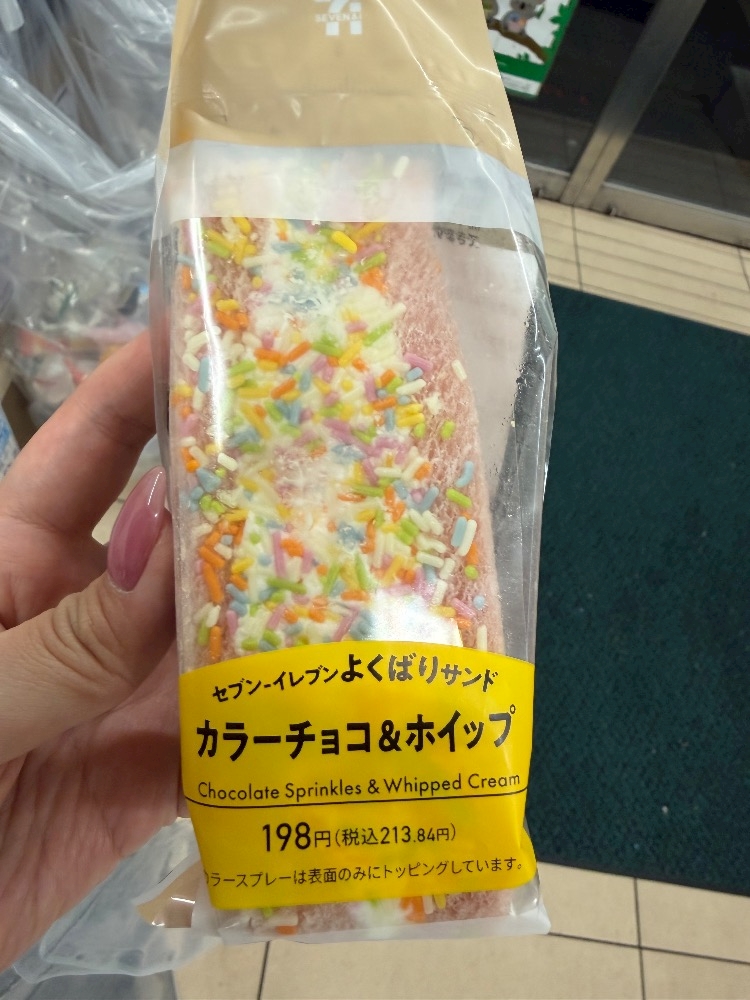 セブン-イレブンよくばりサンド
カラーチョコ&ホイップ
Chocolate Sprinkles & Whipped Cream
198円(税込213.84円)
ラースプレーは表面のみにトッピングしています。